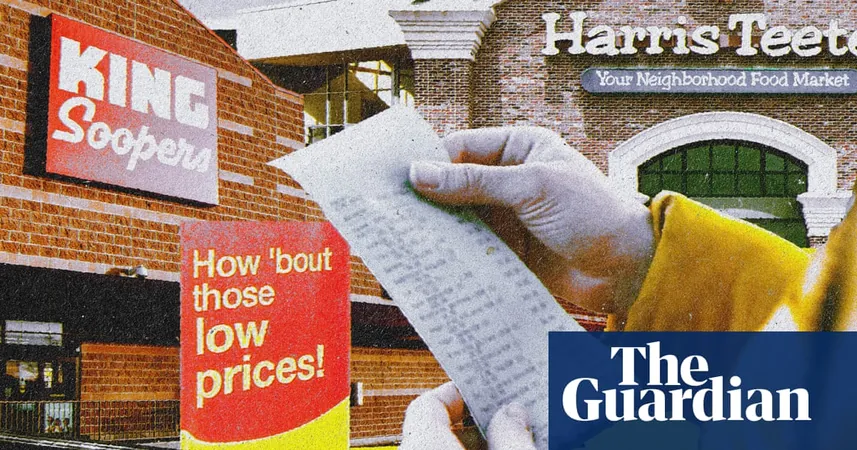 KING
Soopers
Harris Teete
Your Neighborhood Food Market
How 'bout
those
low
prices!
The
Guardian